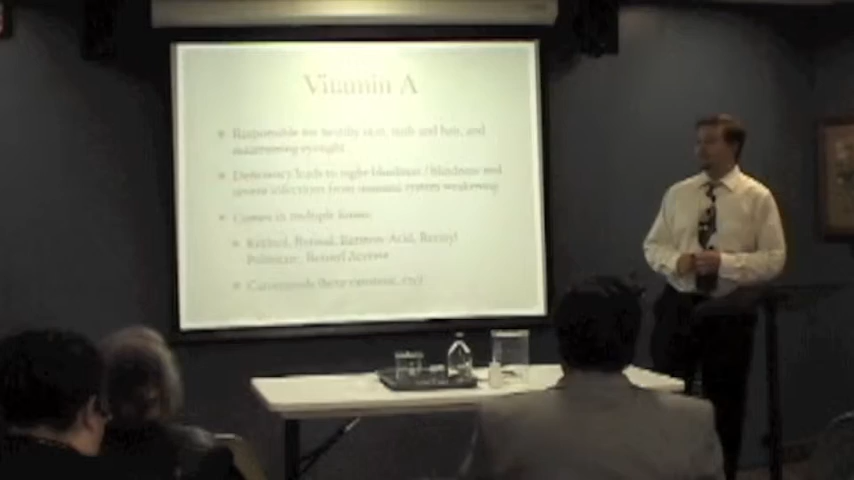 Vitamin A
Responsible for healthy skin, teeth and hair, and
maintaining eyesight
Deficiency leads to night blindness / blindness and
severe infections from immune system weakening
Comes in multiple forms
Retinol, Retinal, Retinoic Acid, Retinyl
Palmitate, Retinyl Acetate
Carotenoids (beta carotene, etc)